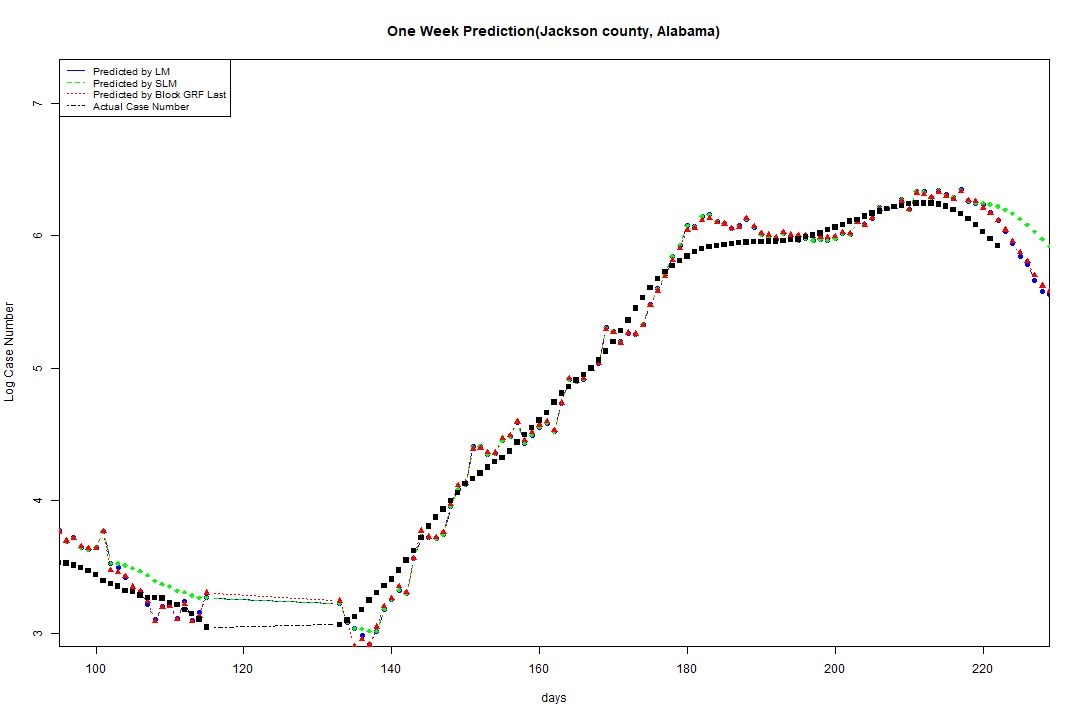 One Week Prediction(Jackson county, Alabama)
Predicted by LM
Predicted by SLM
Predicted by Block GRF Last
Actual Case Number
7
6
5
4
3
Log Case Number
100 120 140 160 180 200 220
days